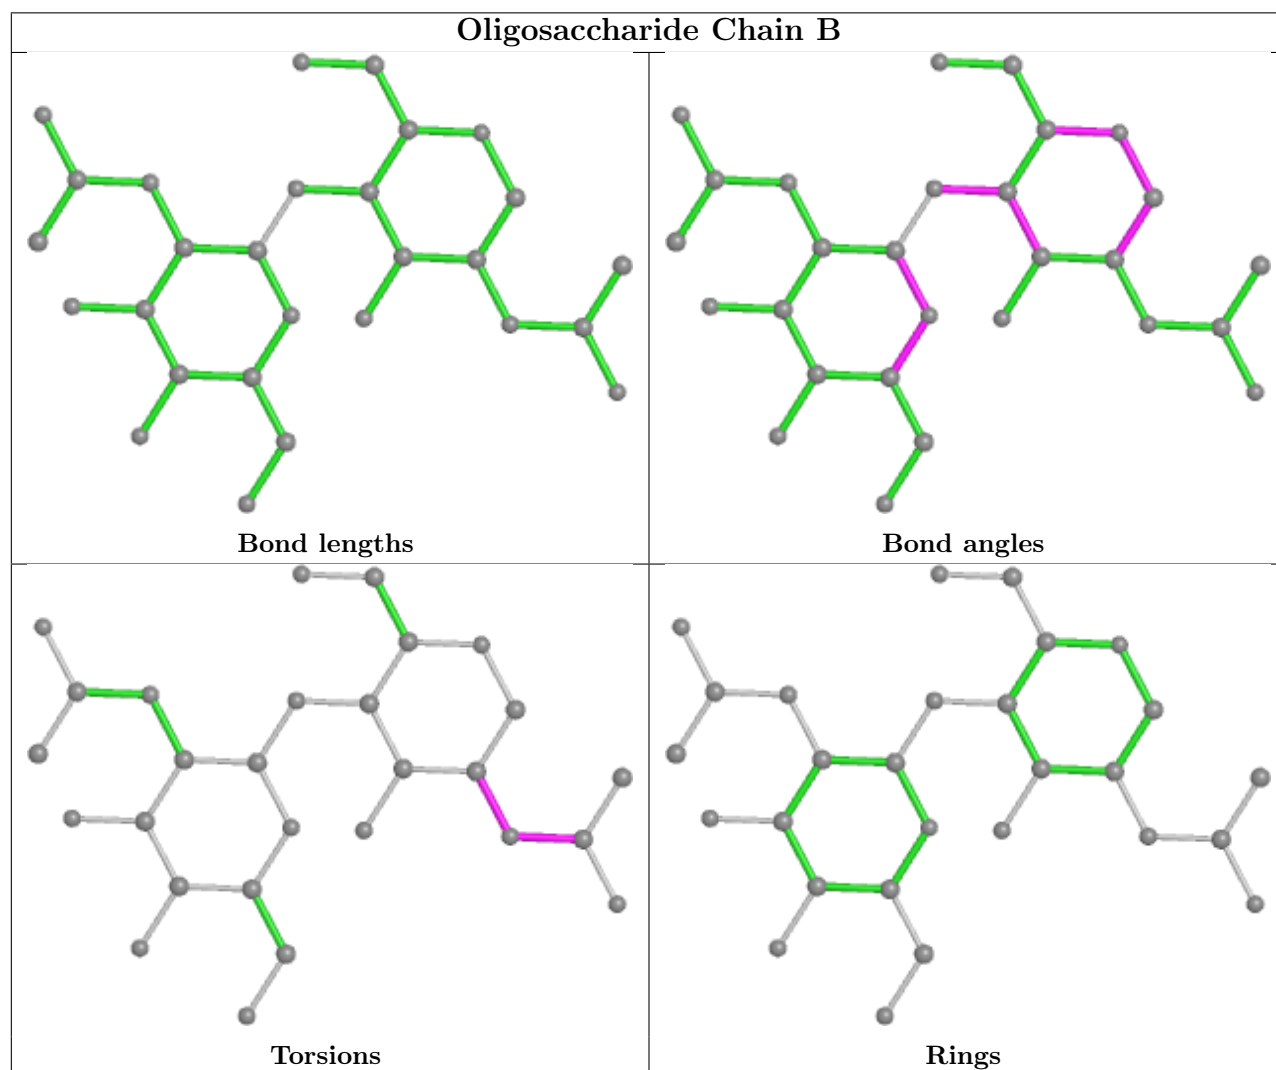 Oligosaccharide Chain B
Bond lengths
Bond angles
Torsions
Rings